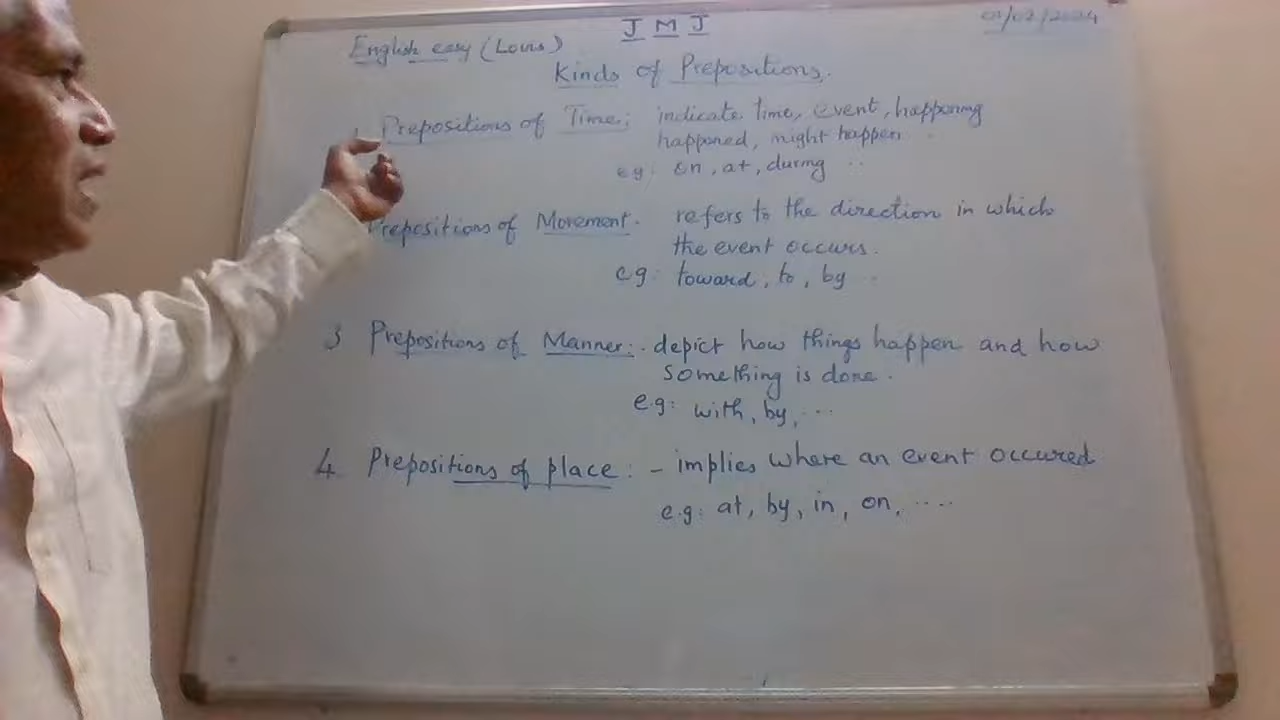 J M J
01/02/2024
English easy (Louis)
Kinds of Prepositions.
1 Prepositions of Time: indicate time, event, happening
happened, might happen ..
eg: on, at, during ..
Prepositions of Movement. refers to the direction in which
the event occurs.
eg: toward, to, by ..
3 Prepositions of Manner: depict how things happen and how
something is done.
e.g: with, by, ...
4 Prepositions of place: - implies where an event occured
e.g: at, by, in, on, ....